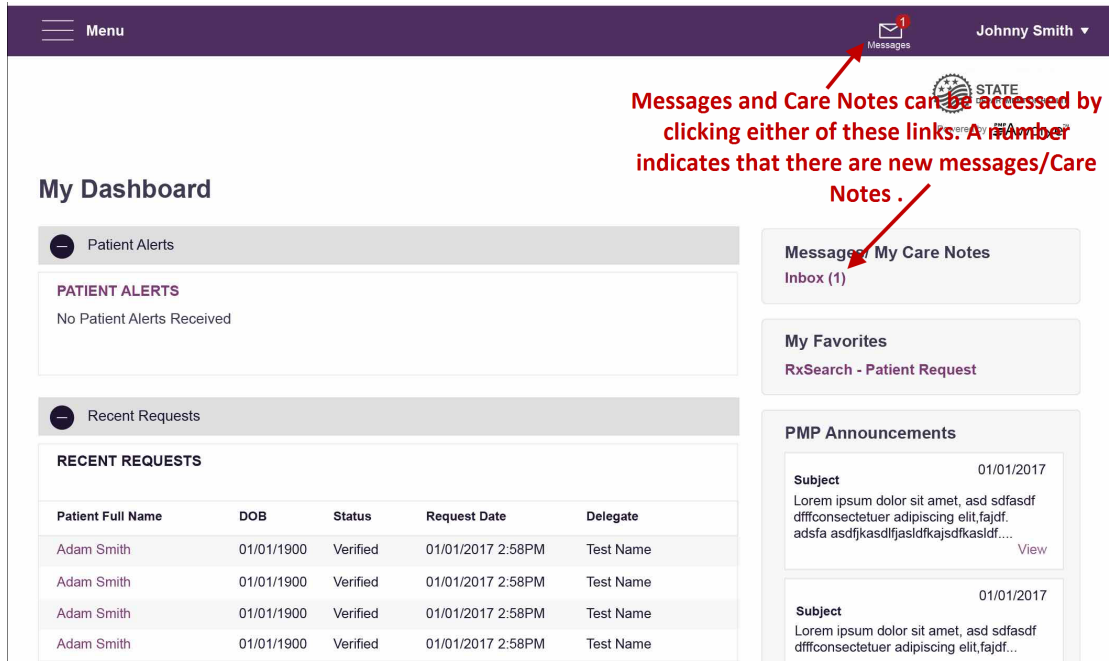 Menu
1
Messages
Johnny Smith ▼
STATE
Messages and Care Notes can be accessed by
clicking either of these links. A number
indicates that there are new messages/Care
Notes .
My Dashboard
Patient Alerts
PATIENT ALERTS
No Patient Alerts Received
Recent Requests
RECENT REQUESTS
Patient Full Name DOB Status Request Date Delegate
Adam Smith 01/01/1900 Verified 01/01/2017 2:58PM Test Name
Adam Smith 01/01/1900 Verified 01/01/2017 2:58PM Test Name
Adam Smith 01/01/1900 Verified 01/01/2017 2:58PM Test Name
Adam Smith 01/01/1900 Verified 01/01/2017 2:58PM Test Name
Messages/ My Care Notes
Inbox (1)
My Favorites
RxSearch - Patient Request
PMP Announcements
01/01/2017
Subject
Lorem ipsum dolor sit amet, asd sdfasdf
dfffconsectetuer adipiscing elit,fajdf.
adsfa asdfjkasdlfjasldfkajsdfkasldf....
View
01/01/2017
Subject
Lorem ipsum dolor sit amet, asd sdfasdf
dfffconsectetuer adipiscing elit,fajdf...